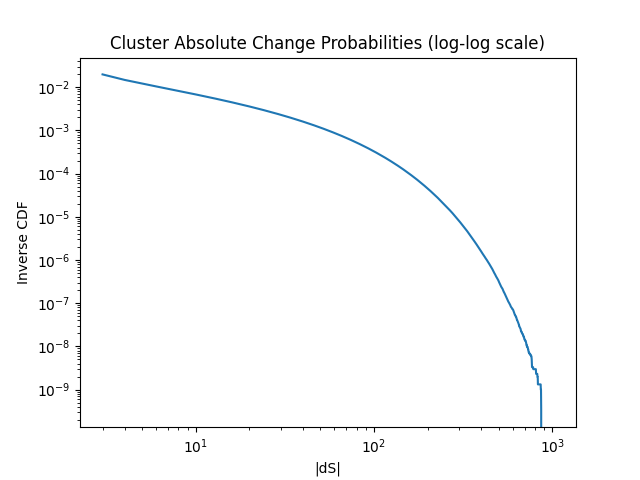 Cluster Absolute Change Probabilities (log-log scale)
Inverse CDF
10⁻²
10⁻³
10⁻⁴
10⁻⁵
10⁻⁶
10⁻⁷
10⁻⁸
10⁻⁹
10¹ 10² 10³
|dS|